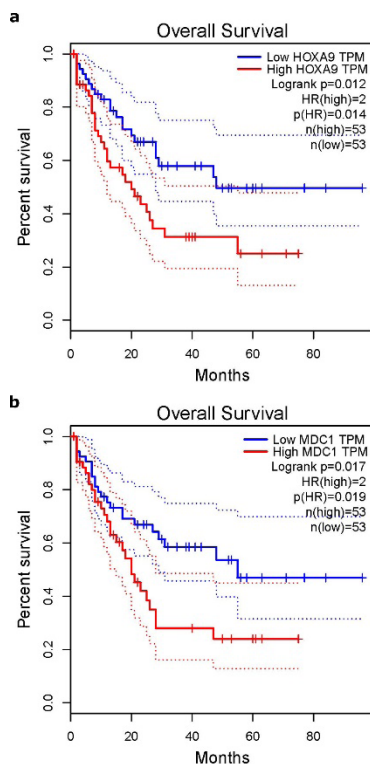 a
Overall Survival
Low HOXA9 TPM
High HOXA9 TPM
Logrank p=0.012
HR(high)=2
p(HR)=0.014
n(high)=53
n(low)=53
Percent survival
1.0
0.8
0.6
0.4
0.2
0.0
0 20 40 60 80
Months
b
Overall Survival
Low MDC1 TPM
High MDC1 TPM
Logrank p=0.017
HR(high)=2
p(HR)=0.019
n(high)=53
n(low)=53
Percent survival
1.0
0.8
0.6
0.4
0.2
0.0
0 20 40 60 80
Months